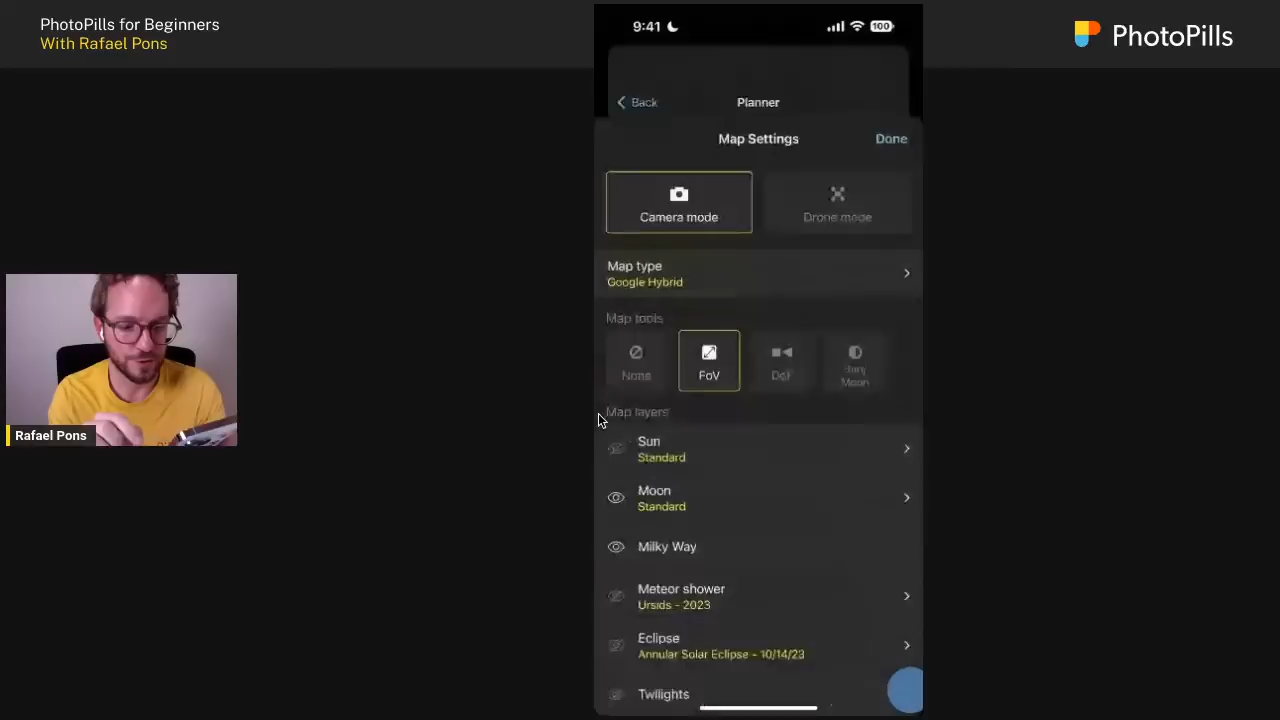 PhotoPills for Beginners
With Rafael Pons
PhotoPills
9:41
100
Back
Planner
Map Settings
Done
Camera mode
Drone mode
Map type
Google Hybrid
Map tools
None
FoV
DoF
Sun/
Moon
Map layers
Sun
Standard
Moon
Standard
Milky Way
Meteor shower
Ursids - 2023
Eclipse
Annular Solar Eclipse - 10/14/23
Twilights
Rafael Pons